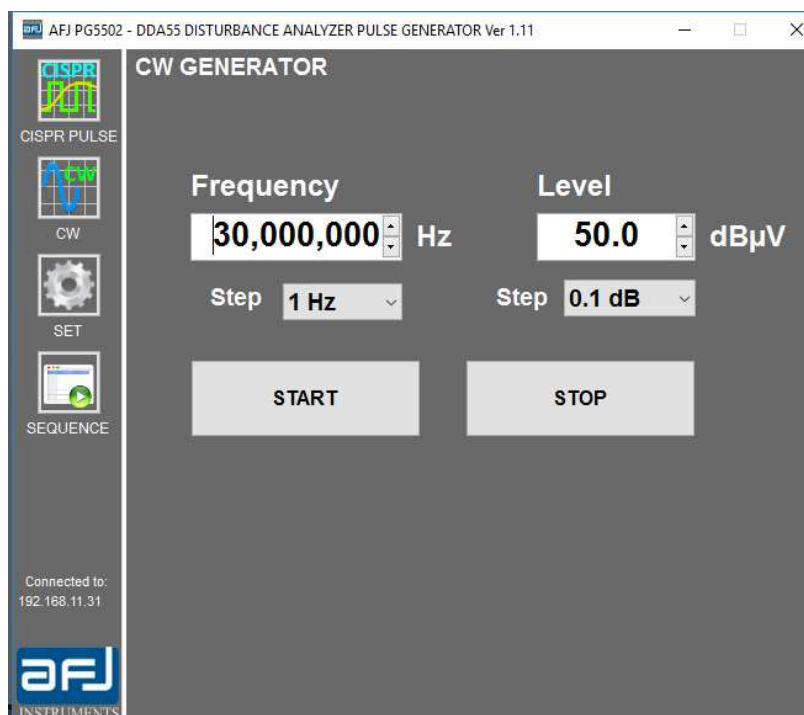 AFJ PG5502 - DDA55 DISTURBANCE ANALYZER PULSE GENERATOR Ver 1.11
CISPR
CISPR PULSE
CW
CW
SET
SEQUENCE
Connected to:
192.168.11.31
afJ
INSTRUMENTS
CW GENERATOR
Frequency Level
30,000,000 Hz 50.0 dBµV
Step 1 Hz Step 0.1 dB
START STOP